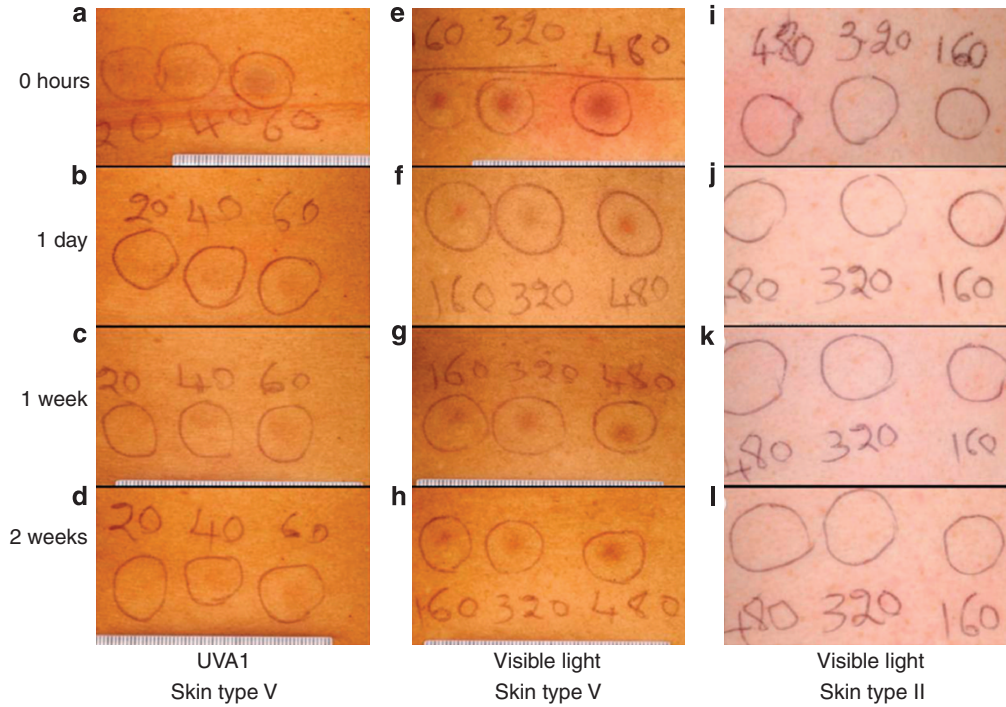 a
e
i
160 320 480
480 320 160
0 hours
20 40 60
b
f
j
20 40 60
1 day
160 320 480
480 320 160
c
g
k
20 40 60
160 320 480
1 week
480 320 160
d
h
l
20 40 60
2 weeks
160 320 480
480 320 160
UVA1
Skin type V
Visible light
Skin type V
Visible light
Skin type II